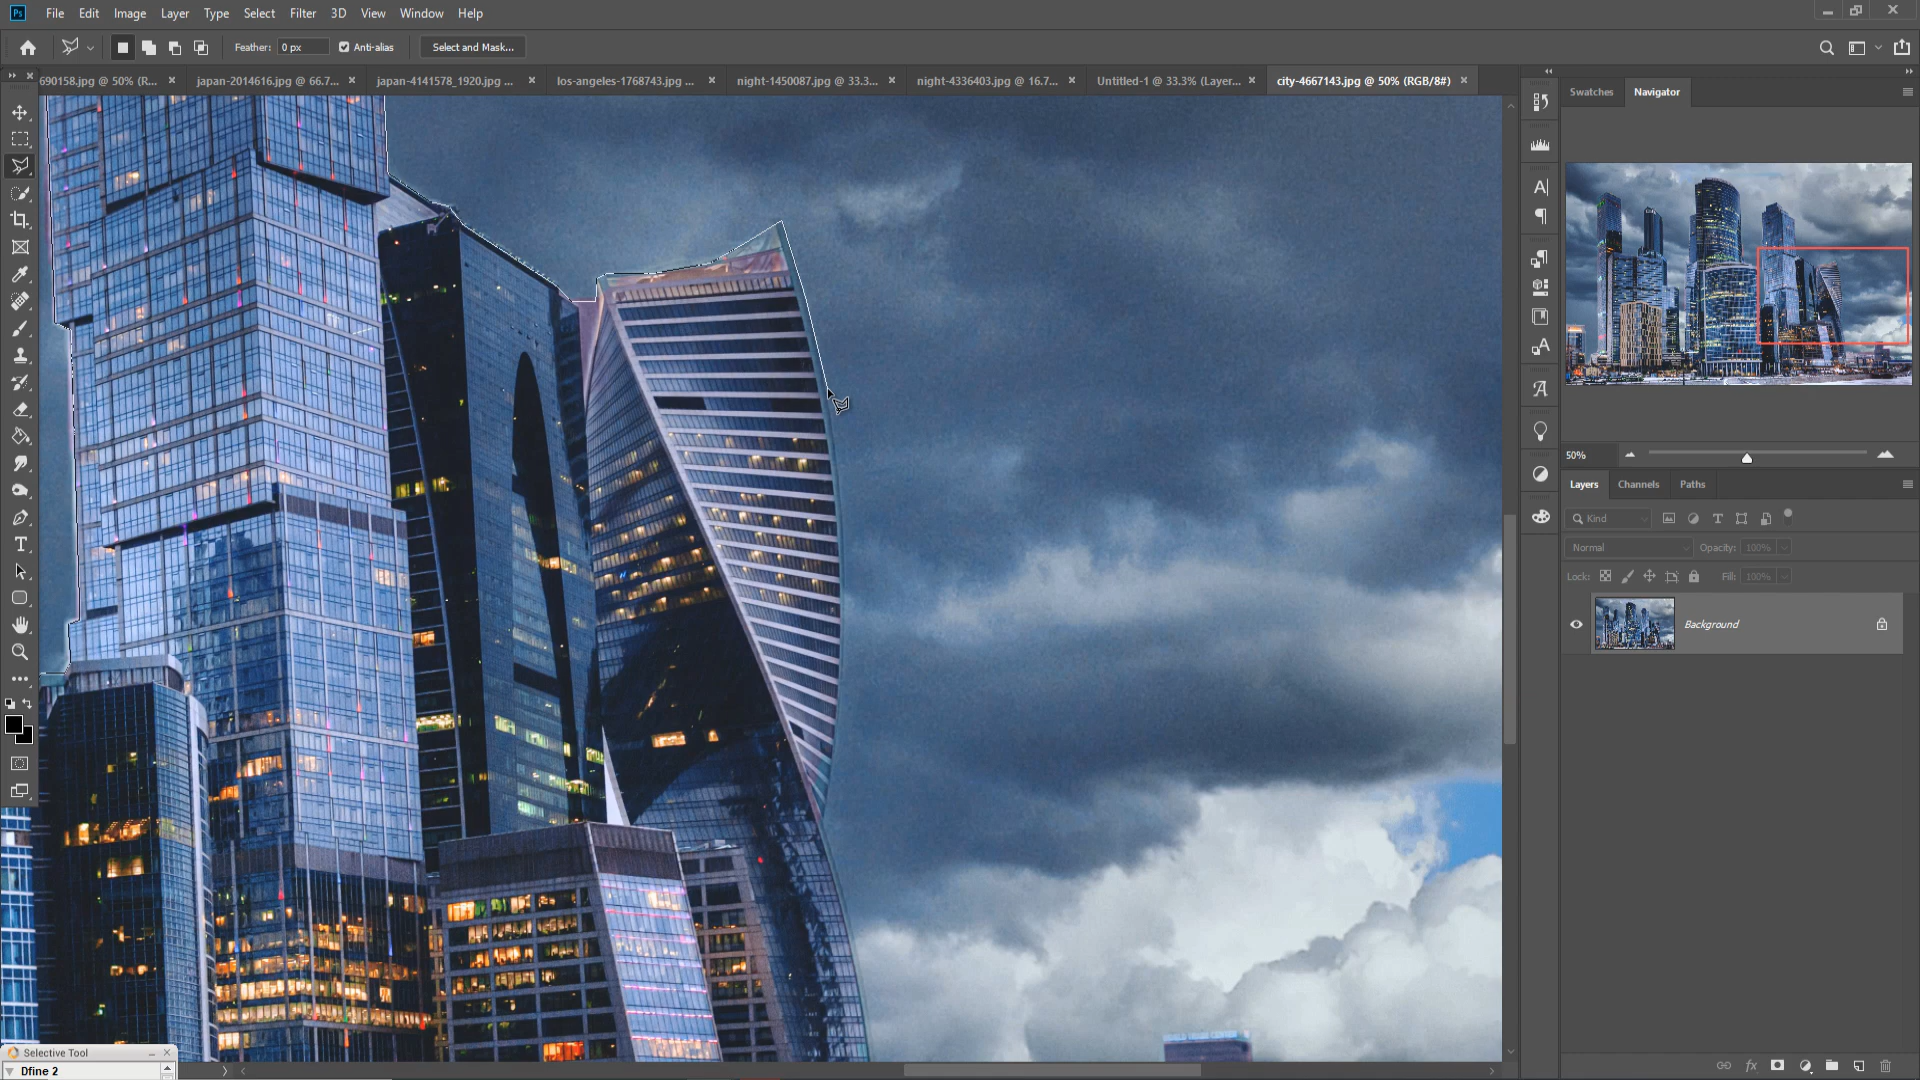 Ps File Edit Image Layer Type Select Filter 3D View Window Help
Feather: 0 px Anti-alias Select and Mask...
690158.jpg @ 50% (R... × japan-2014616.jpg @ 66.7... × japan-4141578_1920.jpg ... × los-angeles-1768743.jpg ... × night-1450087.jpg @ 33.3... × night-4336403.jpg @ 16.7... × Untitled-1 @ 33.3% (Layer... × city-4667143.jpg @ 50% (RGB/8#) ×
Swatches Navigator
50%
Layers Channels Paths
Kind
Normal Opacity: 100%
Lock: Fill: 100%
Background
Selective Tool
Dfine 2